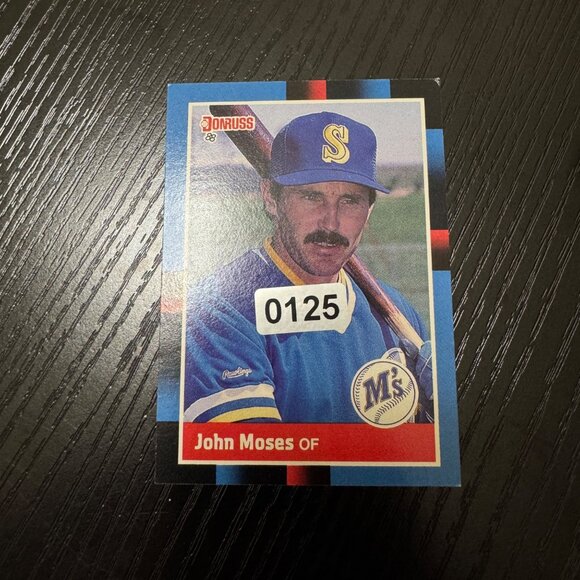 DONRUSS
88
S
0125
Rawlings
M's
John Moses OF